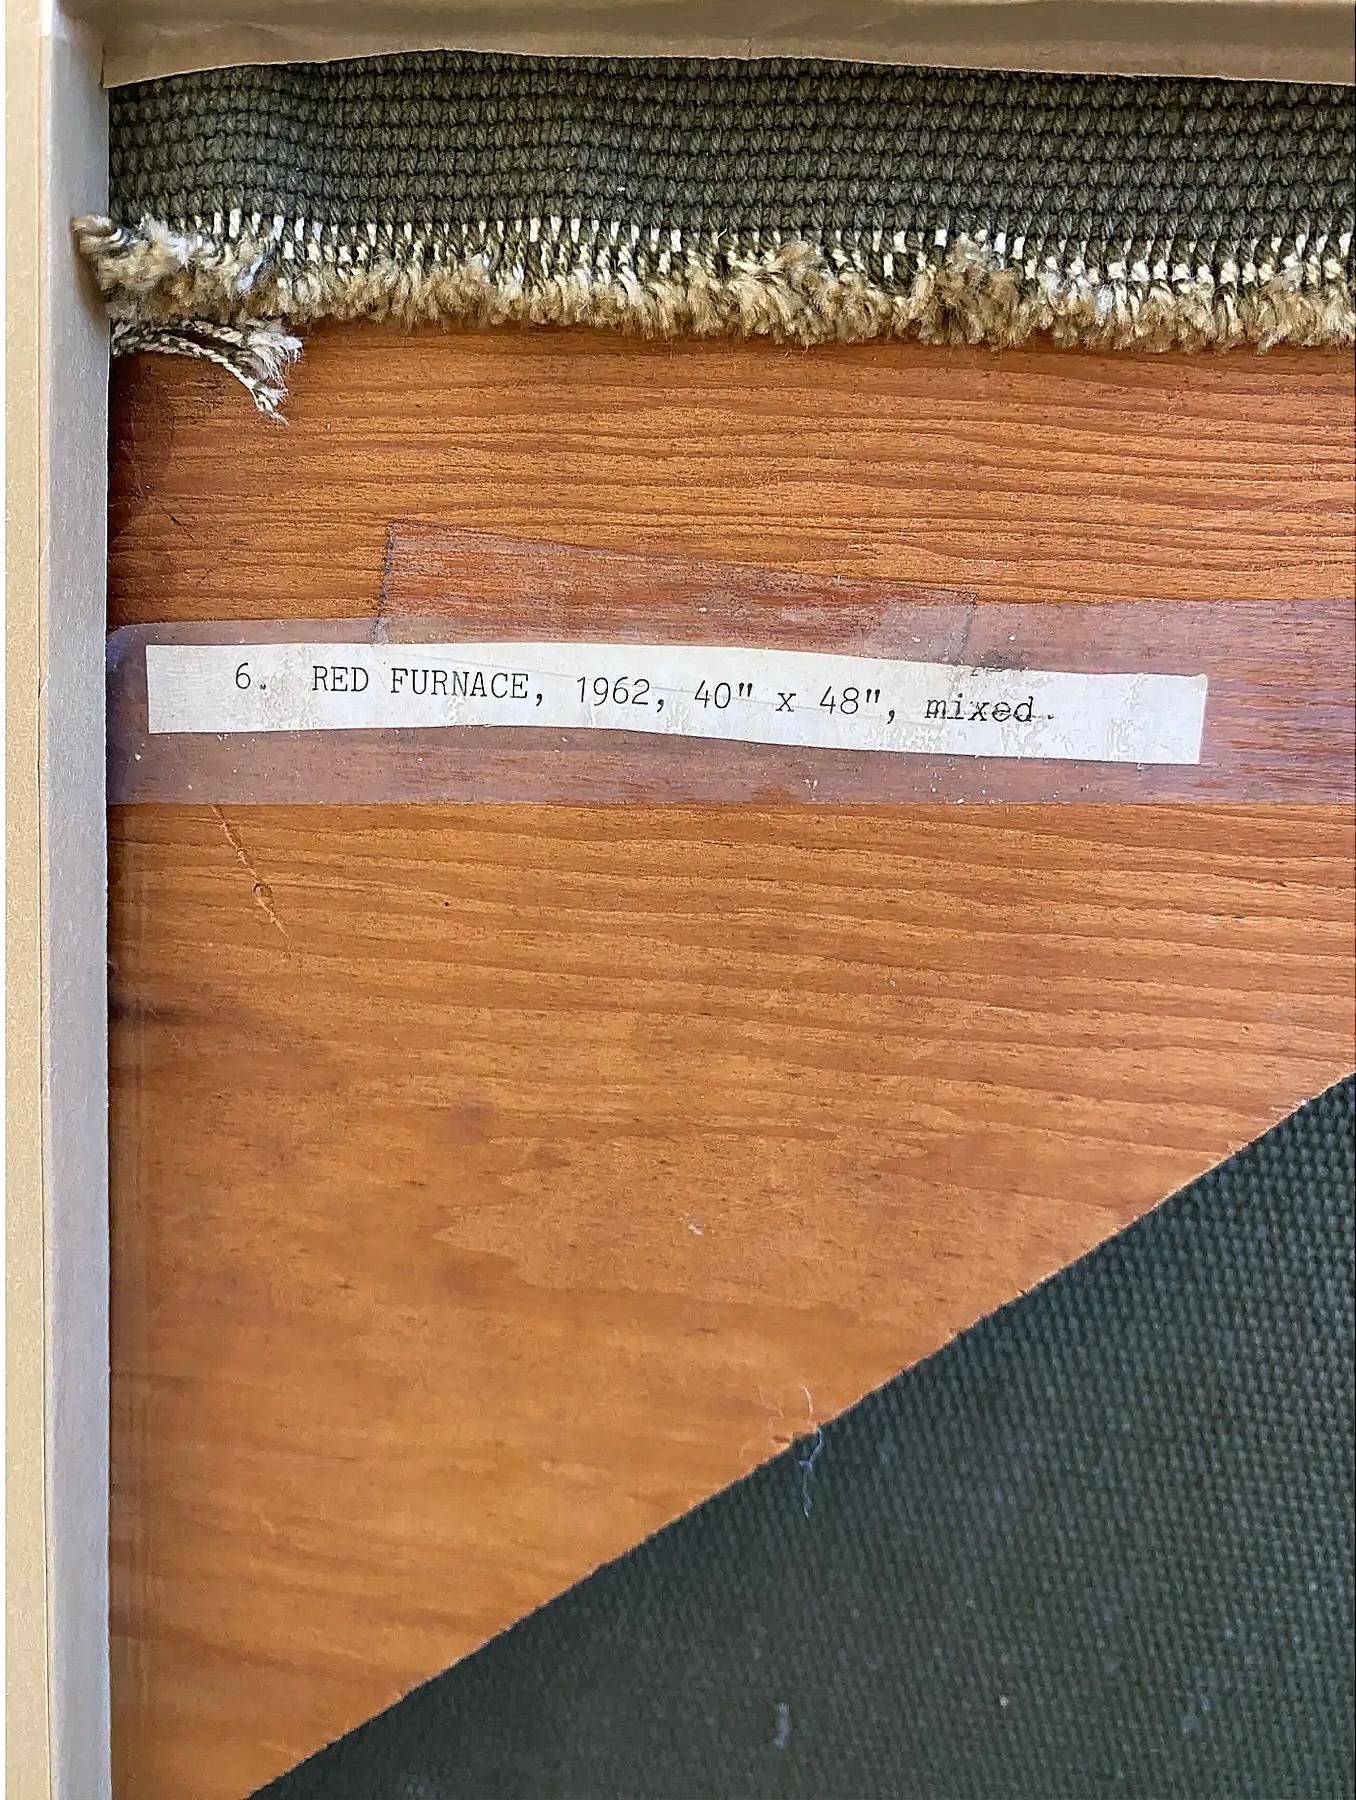 6. RED FURNACE, 1962, 40" x 48", mixed.